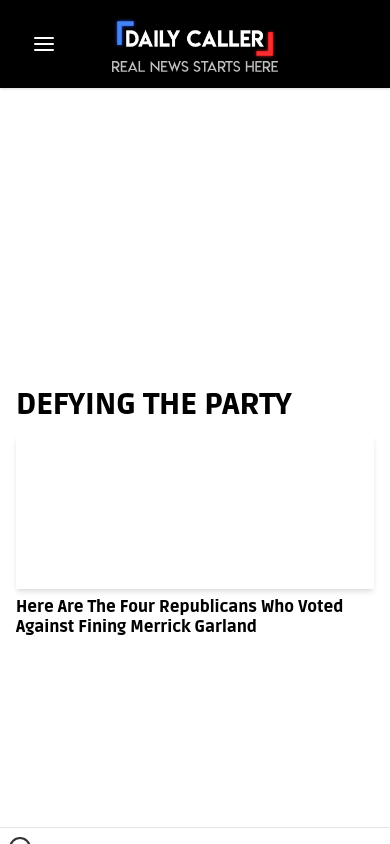 DAILY CALLER
REAL NEWS STARTS HERE
DEFYING THE PARTY
Here Are The Four Republicans Who Voted
Against Fining Merrick Garland